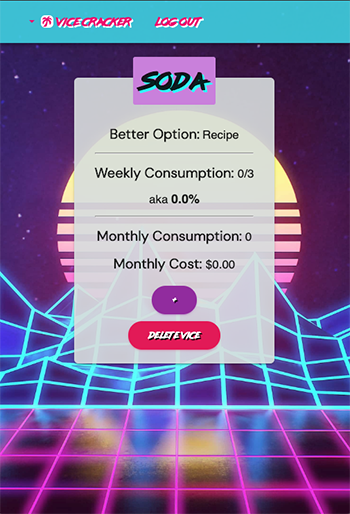 VICE CRACKER LOG OUT
SODA
Better Option: Recipe
Weekly Consumption: 0/3
aka 0.0%
Monthly Consumption: 0
Monthly Cost: $0.00
+
DELETE VICE